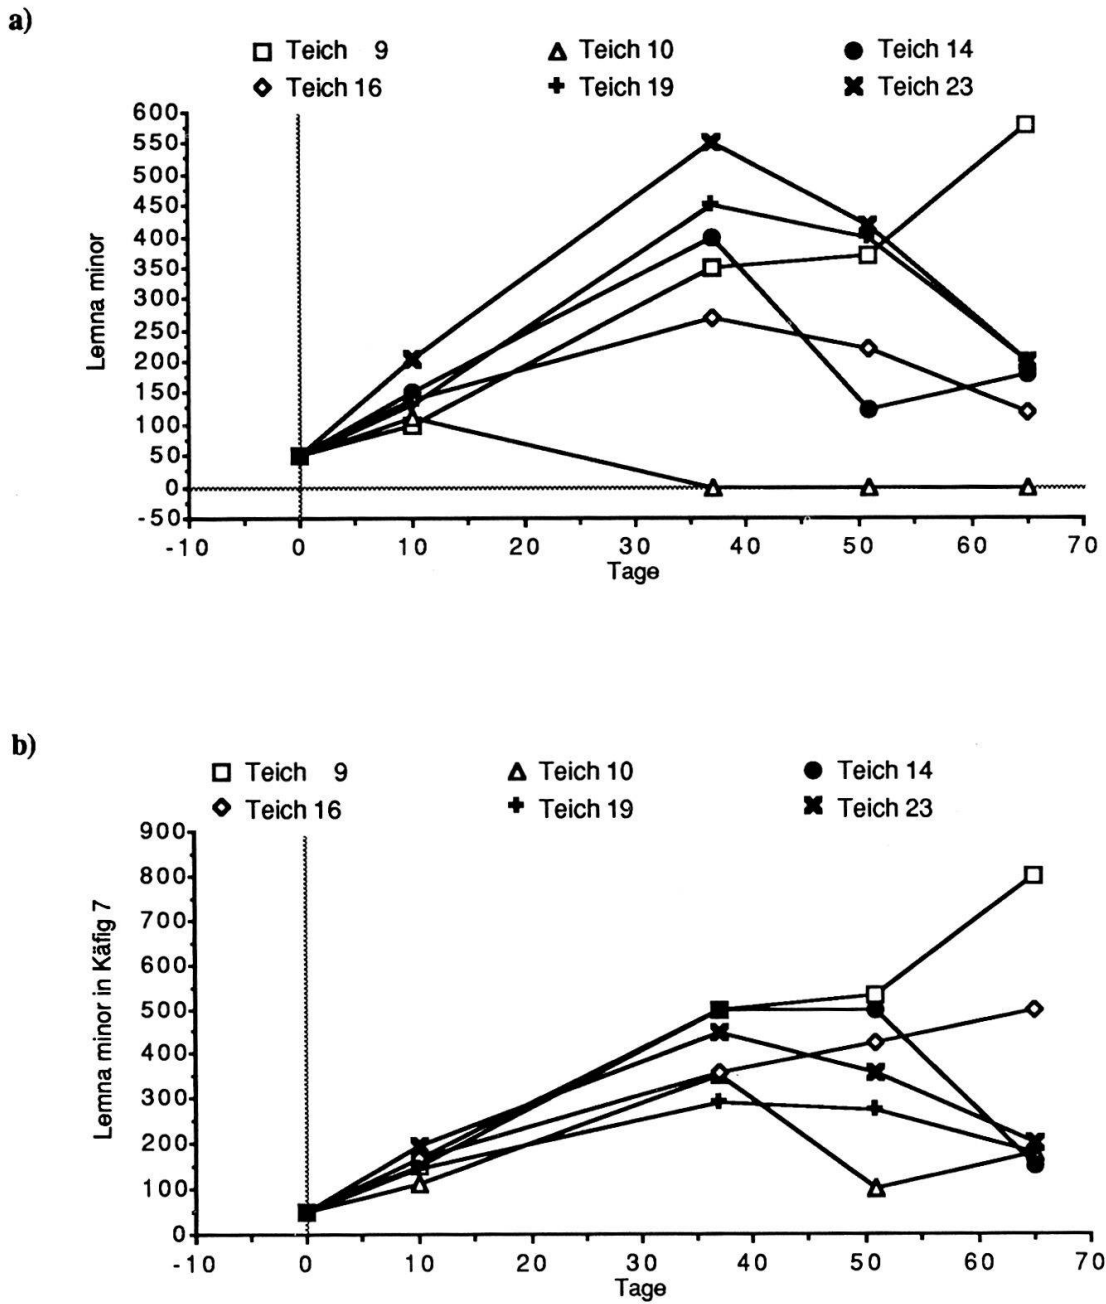 a)
Teich 9 Teich 10 Teich 14
Teich 16 Teich 19 Teich 23
600
550
500
450
400
350
300
250
200
150
100
50
0
-50
Lemna minor
-10 0 10 20 30 40 50 60 70
Tage
b)
Teich 9 Teich 10 Teich 14
Teich 16 Teich 19 Teich 23
900
800
700
600
500
400
300
200
100
0
Lemna minor in Käfig 7
-10 0 10 20 30 40 50 60 70
Tage